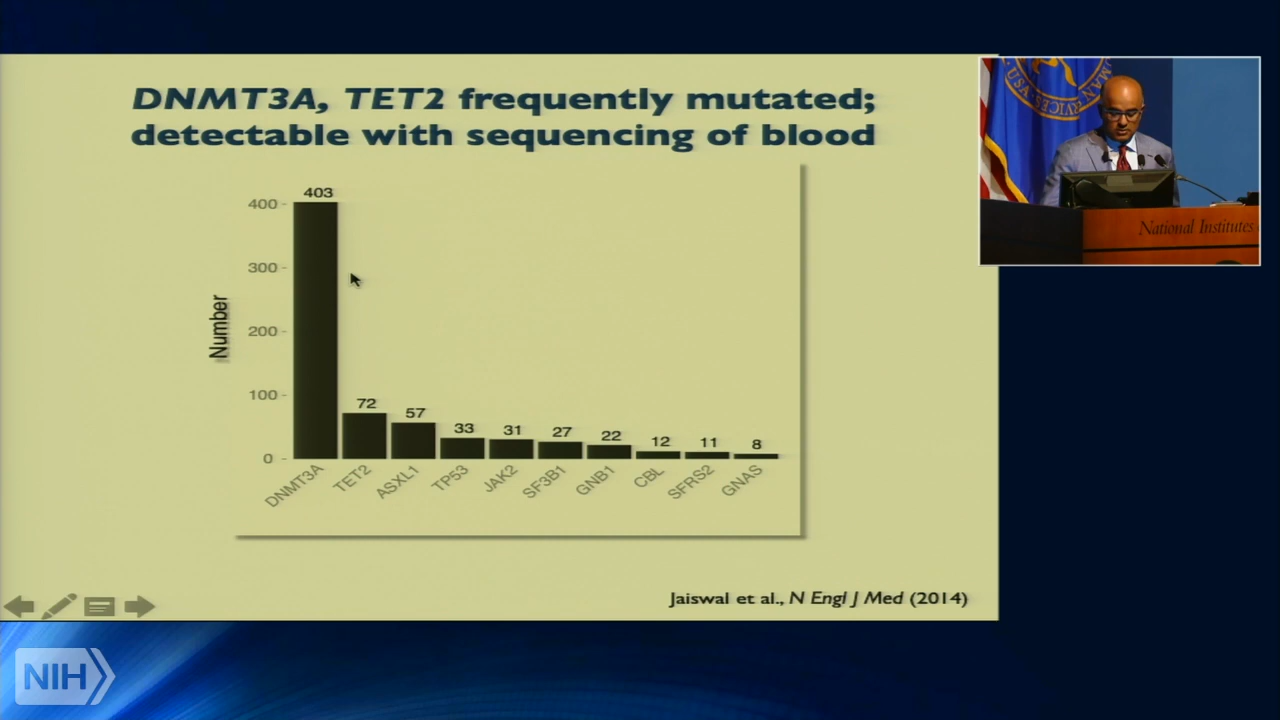 DNMT3A, TET2 frequently mutated;
detectable with sequencing of blood
Number
400
300
200
100
0
403
72
57
33
31
27
22
12
11
8
DNMT3A
TET2
ASXL1
TP53
JAK2
SF3B1
GNB1
CBL
SFRS2
GNAS
Jaiswal et al., N Engl J Med (2014)
National Institutes
NIH